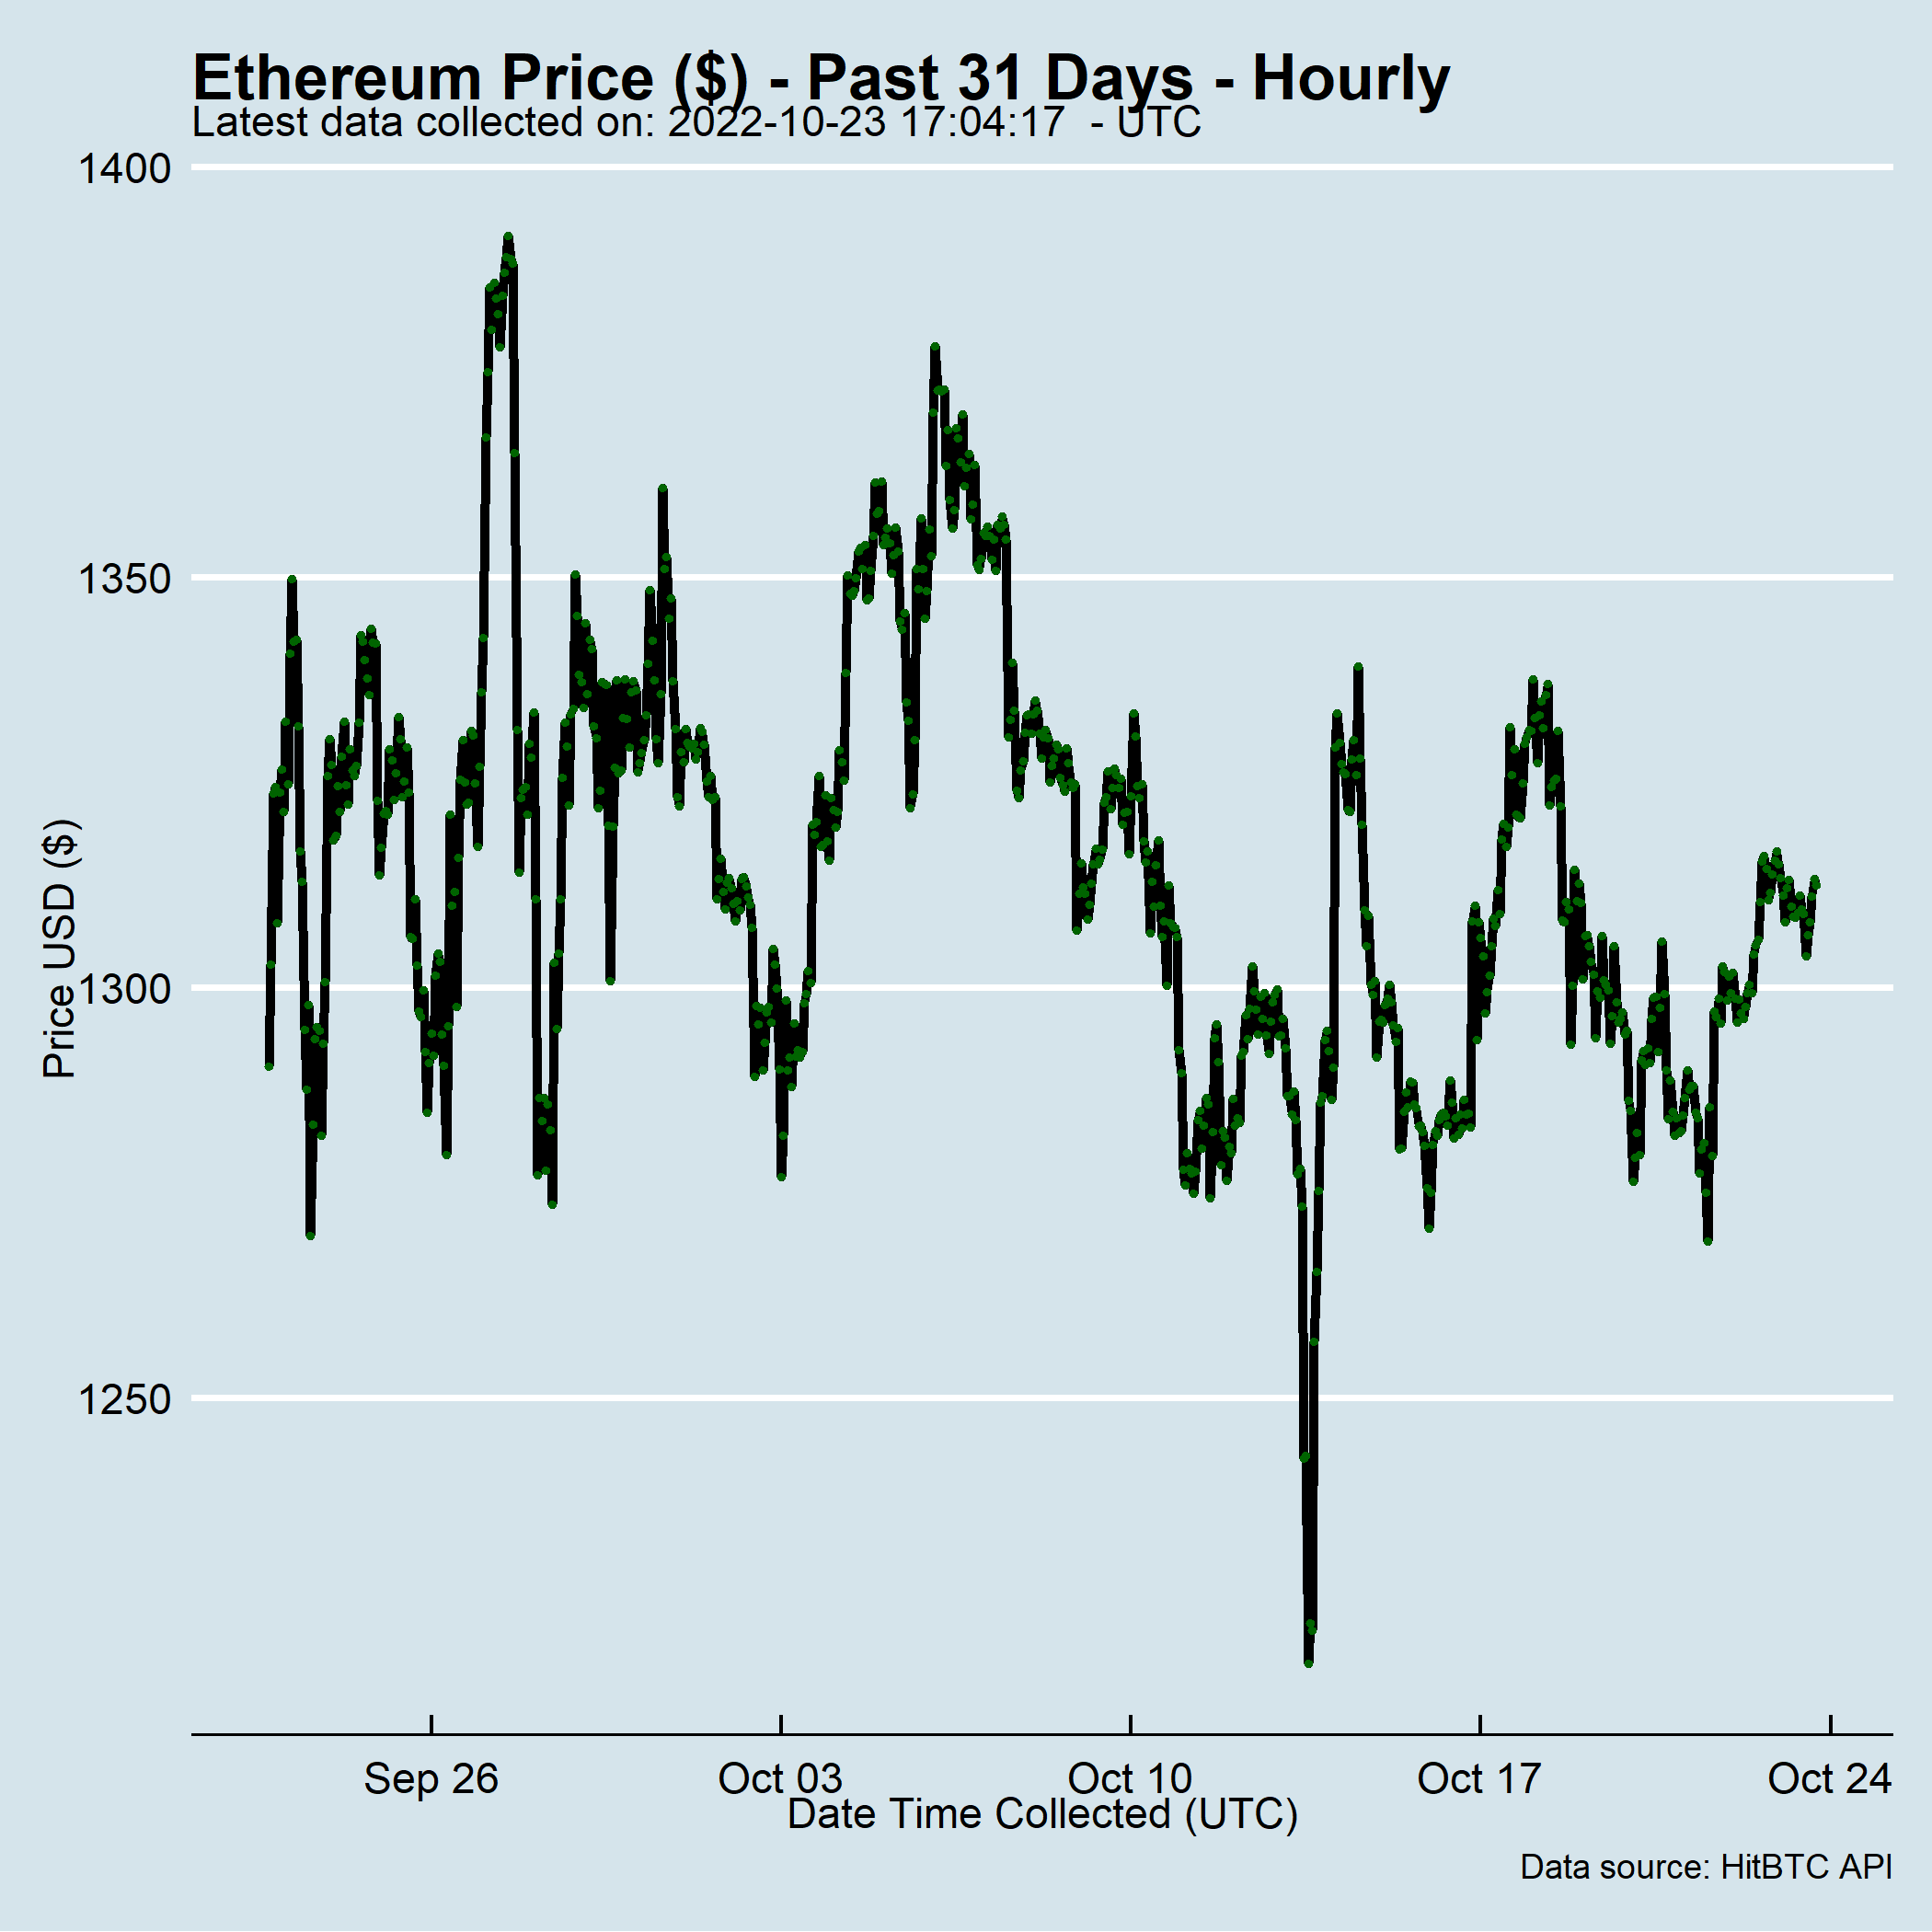 Ethereum Price ($) - Past 31 Days - Hourly
Latest data collected on: 2022-10-23 17:04:17  - UTC
1400
1350
1300
1250
Price USD ($)
Sep 26
Oct 03
Oct 10
Oct 17
Oct 24
Date Time Collected (UTC)
Data source: HitBTC API